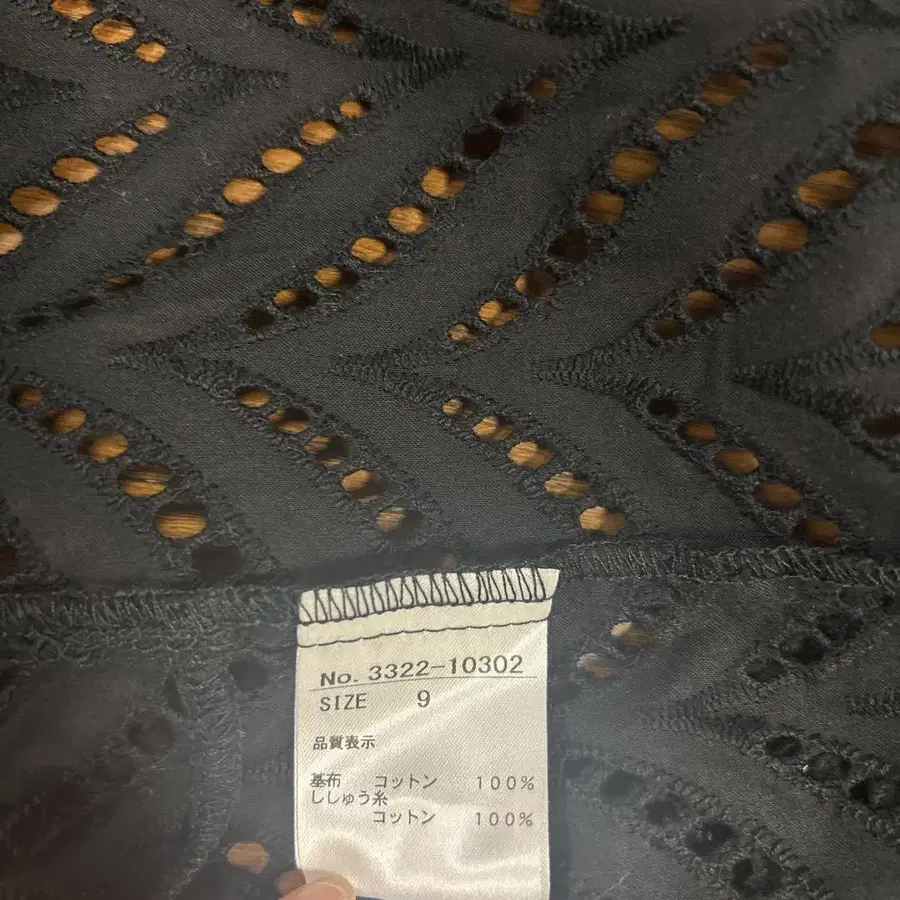 No. 3322-10302
SIZE 9
品質表示
基布 コットン 100%
ししゅう糸
コットン 100%